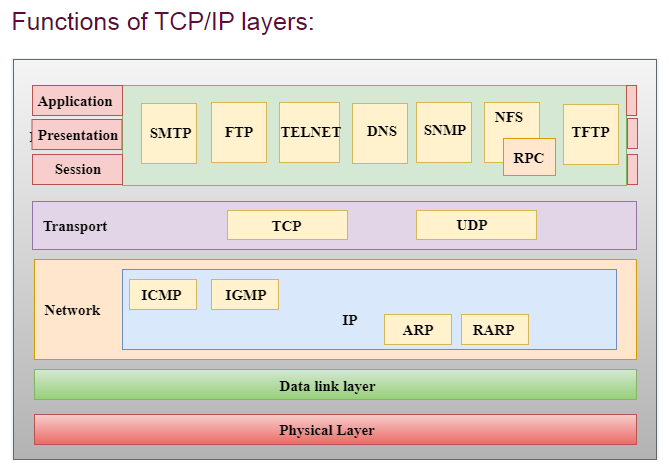 Functions of TCP/IP layers:
Application
Presentation
Session
SMTP
FTP
TELNET
DNS
SNMP
NFS
RPC
TFTP
Transport
TCP
UDP
Network
ICMP
IGMP
IP
ARP
RARP
Data link layer
Physical Layer